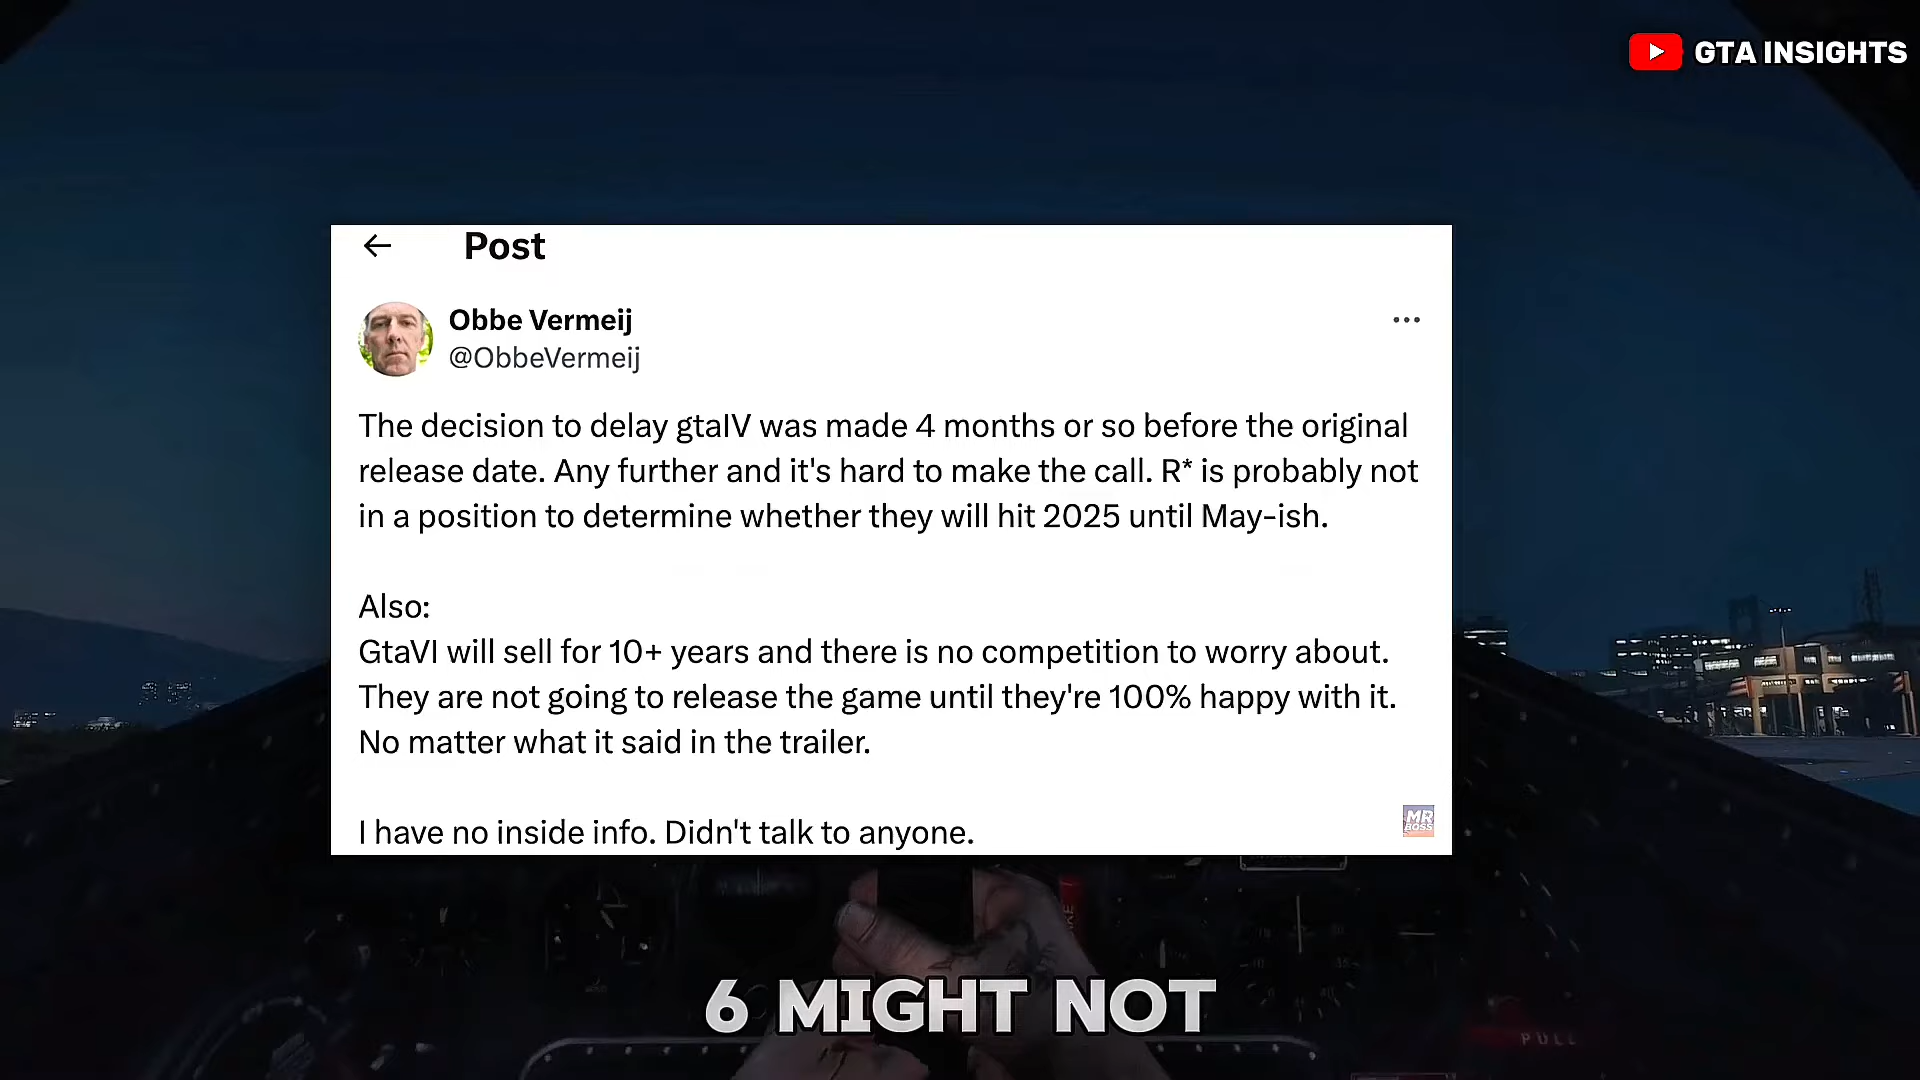 GTA INSIGHTS
Post
Obbe Vermeij
@ObbeVermeij
The decision to delay gtaIV was made 4 months or so before the original
release date. Any further and it's hard to make the call. R* is probably not
in a position to determine whether they will hit 2025 until May-ish.
Also:
GtaVI will sell for 10+ years and there is no competition to worry about.
They are not going to release the game until they're 100% happy with it.
No matter what it said in the trailer.
I have no inside info. Didn't talk to anyone.
MR
BOSS
6 MIGHT NOT
PULL